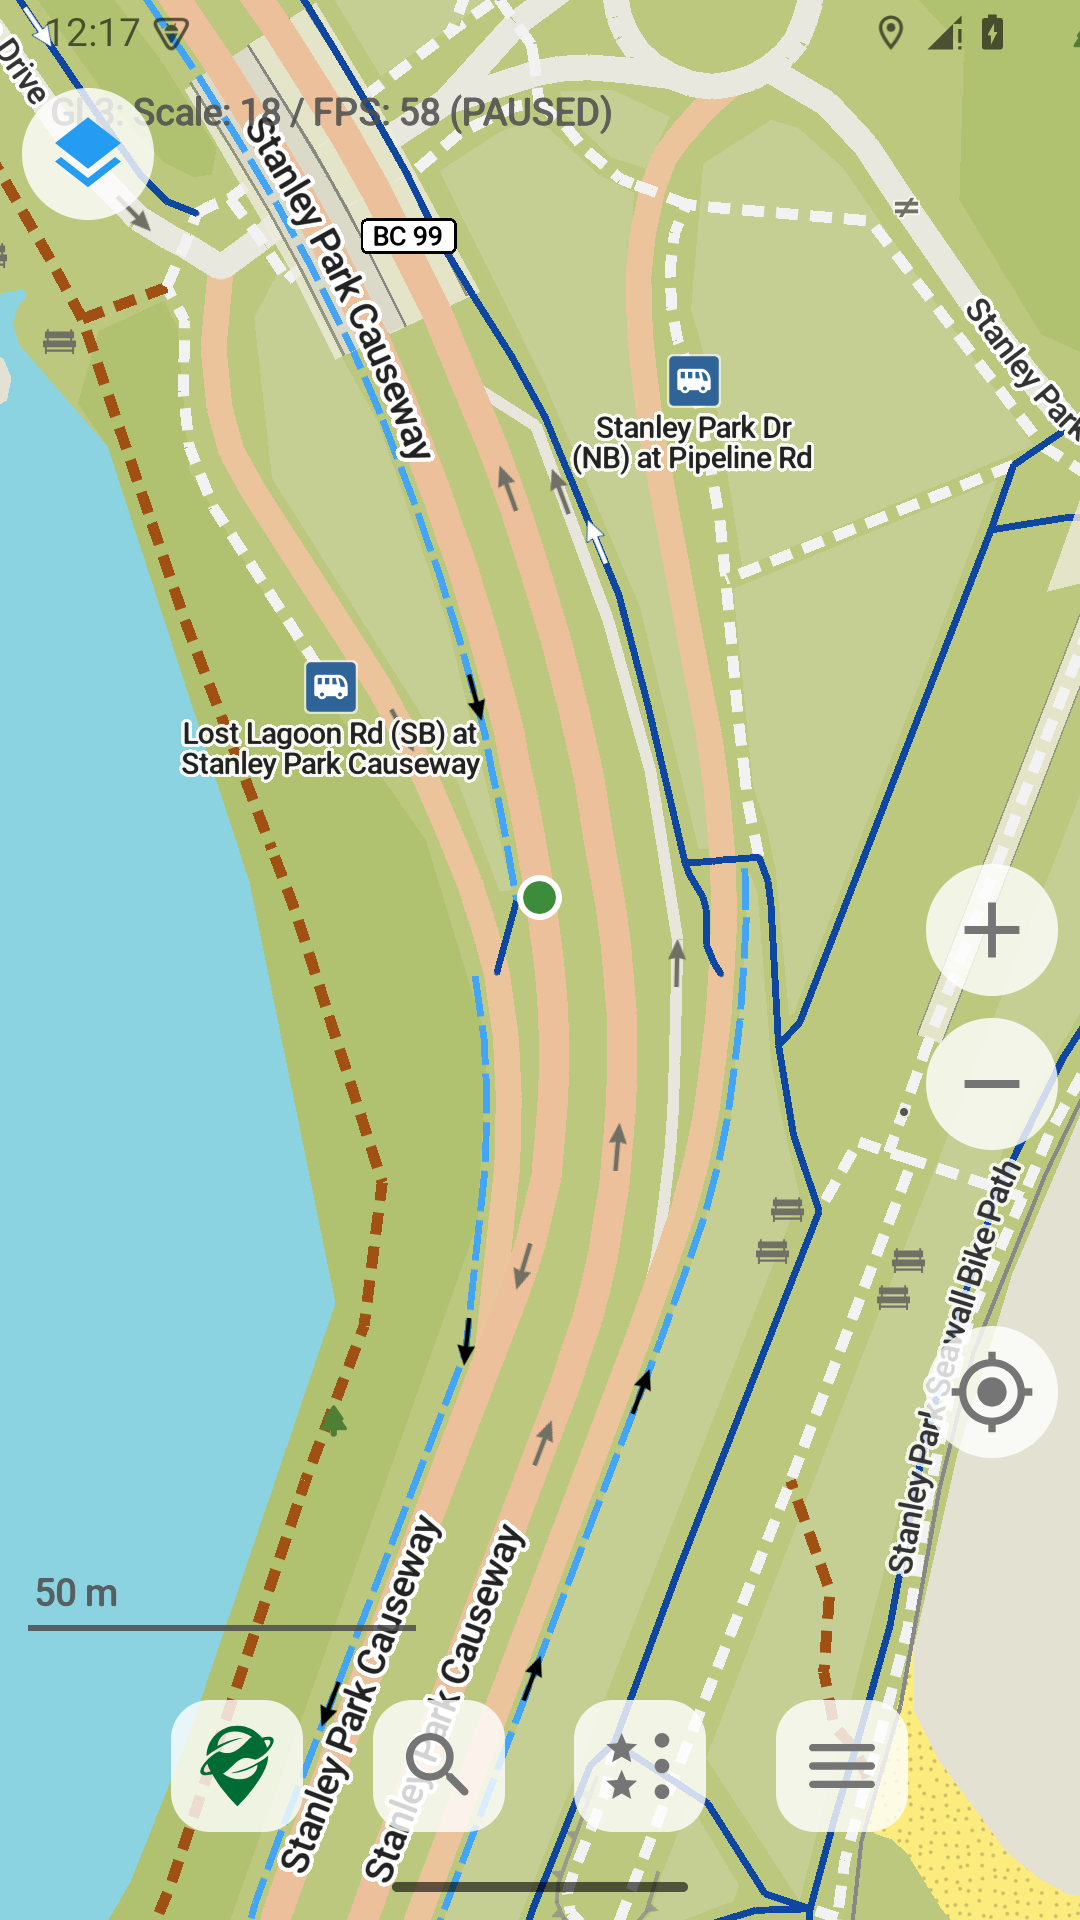 12:17
Drive
GL3: Scale: 18 / FPS: 58 (PAUSED)
Stanley Park Causeway
BC 99
Stanley Park
Stanley Park Dr
(NB) at Pipeline Rd
Lost Lagoon Rd (SB) at
Stanley Park Causeway
Stanley Park Seawall Bike Path
50 m
Stanley Park Causeway
Stanley Park Causeway